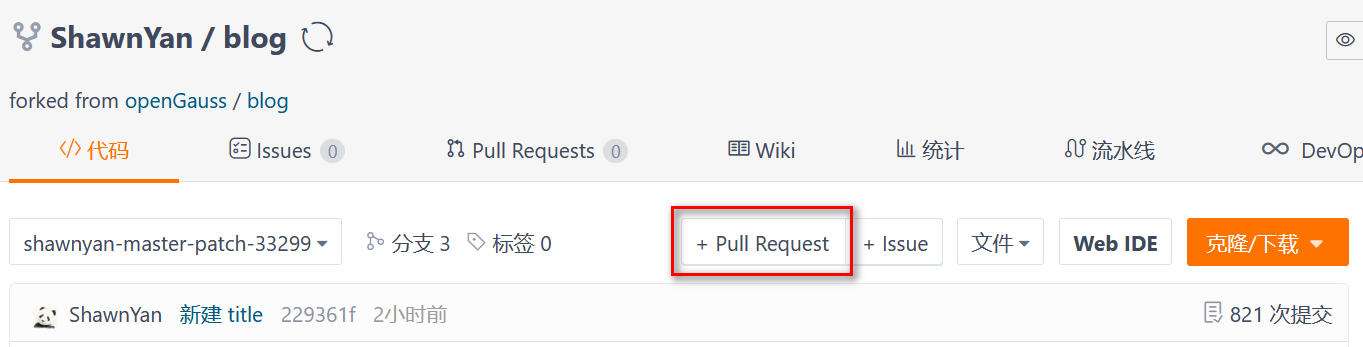 ShawnYan / blog
forked from openGauss / blog
代码 Issues 0 Pull Requests 0 Wiki 统计 流水线 DevOp
shawnyan-master-patch-33299 分支 3 标签 0 + Pull Request + Issue 文件 Web IDE 克隆/下载
ShawnYan 新建 title 229361f 2小时前 821 次提交